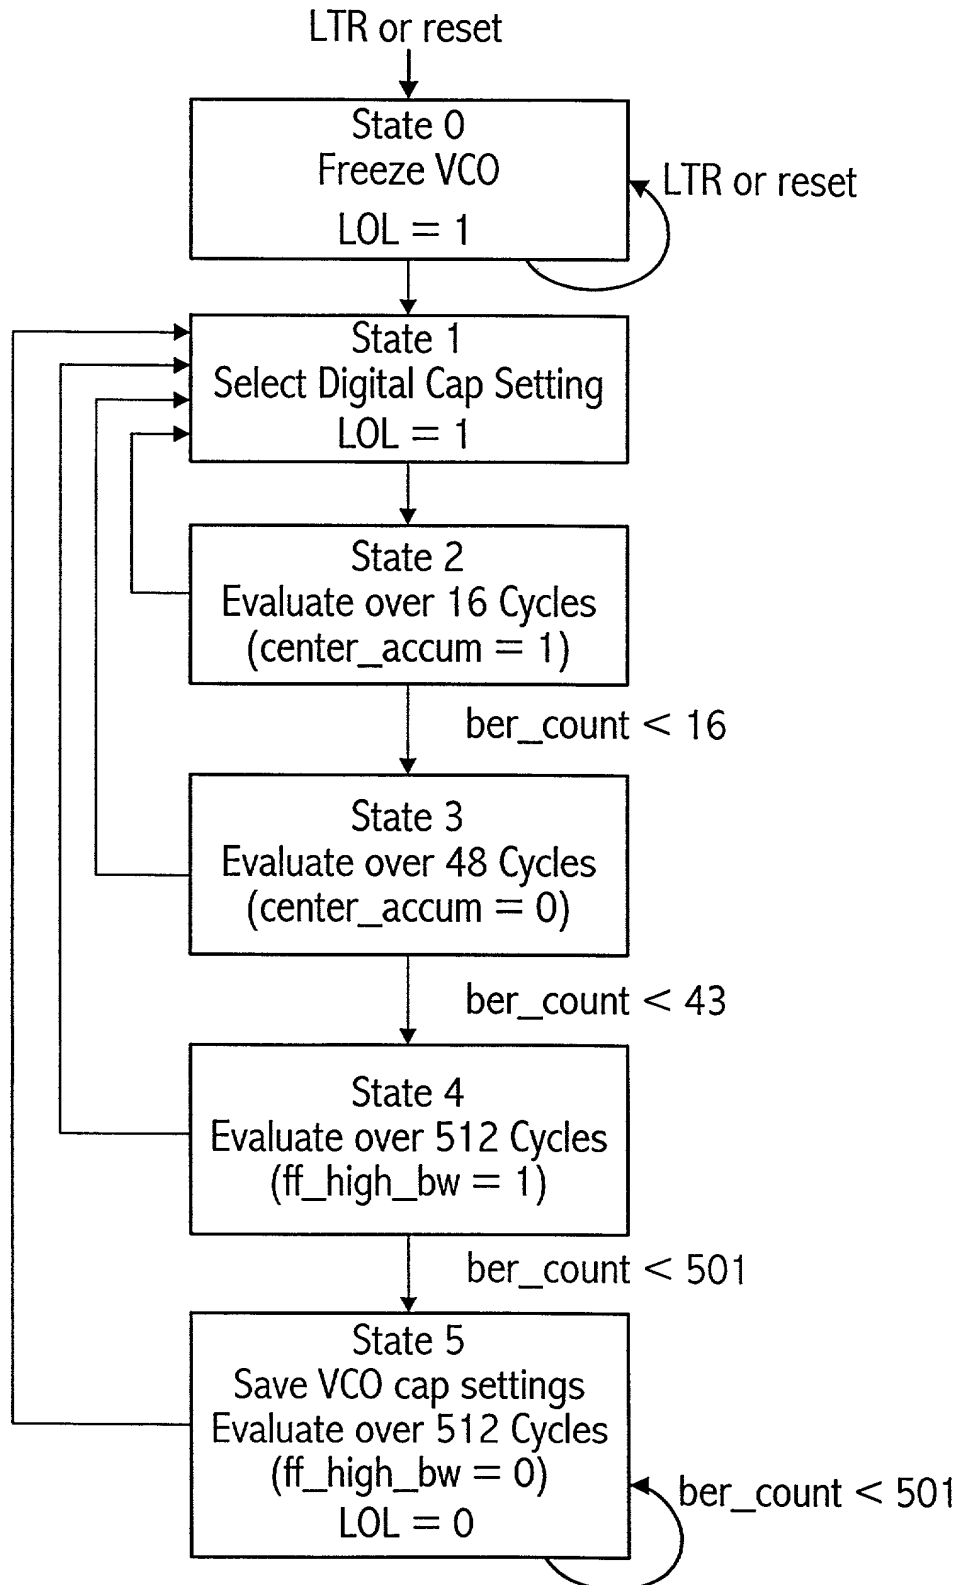 LTR or reset
State 0
Freeze VCO
LOL = 1
LTR or reset
State 1
Select Digital Cap Setting
LOL = 1
State 2
Evaluate over 16 Cycles
(center_accum = 1)
ber_count < 16
State 3
Evaluate over 48 Cycles
(center_accum = 0)
ber_count < 43
State 4
Evaluate over 512 Cycles
(ff_high_bw = 1)
ber_count < 501
State 5
Save VCO cap settings
Evaluate over 512 Cycles
(ff_high_bw = 0)
LOL = 0
ber_count < 501